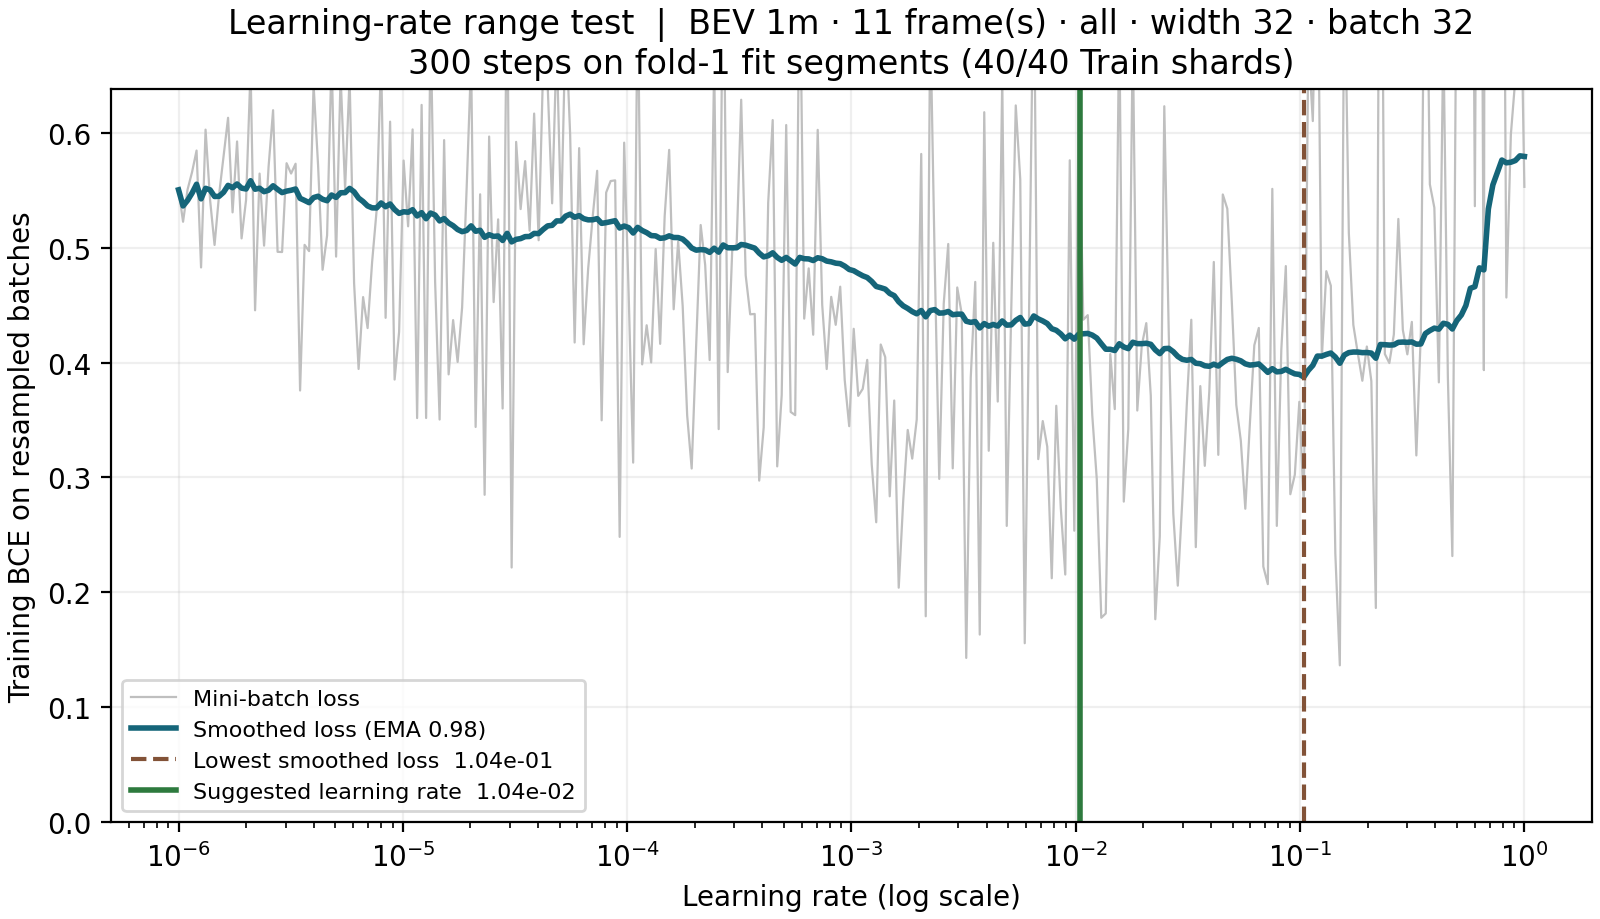 Learning-rate range test | BEV 1m · 11 frame(s) · all · width 32 · batch 32
300 steps on fold-1 fit segments (40/40 Train shards)
Training BCE on resampled batches
0.6
0.5
0.4
0.3
0.2
0.1
0.0
Mini-batch loss
Smoothed loss (EMA 0.98)
Lowest smoothed loss 1.04e-01
Suggested learning rate 1.04e-02
10⁻⁶ 10⁻⁵ 10⁻⁴ 10⁻³ 10⁻² 10⁻¹ 10⁰
Learning rate (log scale)